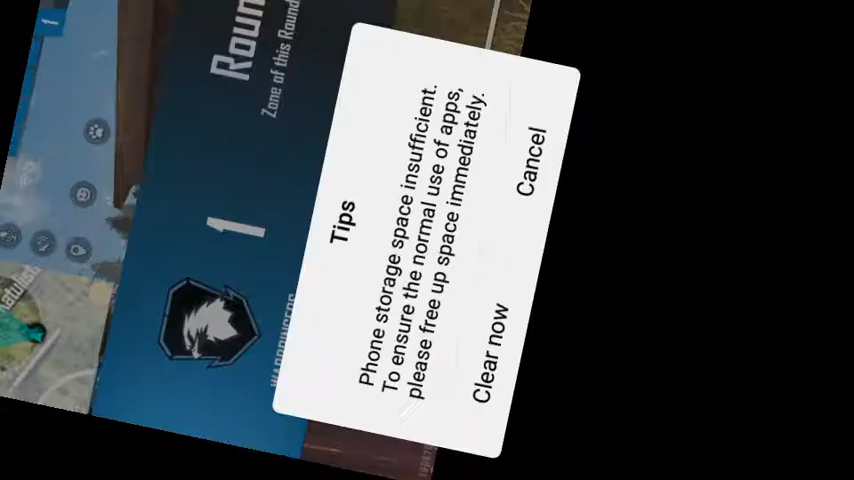 Tips
Phone storage space insufficient.
To ensure the normal use of apps,
please free up space immediately.
Clear now
Cancel
Zone of this Round
1
1